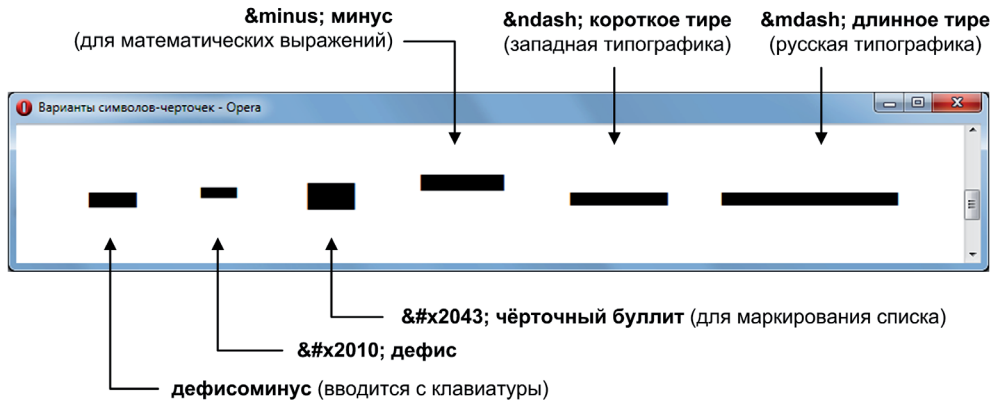 &minus; минус
(для математических выражений)
&ndash; короткое тире
(западная типографика)
&mdash; длинное тире
(русская типографика)
Варианты символов-черточек - Opera
&#x2043; чёрточный буллит (для маркирования списка)
&#x2010; дефис
дефисоминус (вводится с клавиатуры)